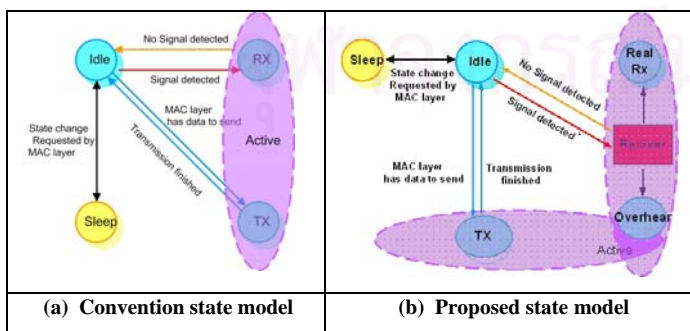 No Signal detected
Idle
RX
Signal detected
MAC layer
has data to send
State change
Requested by
MAC layer
Transmission finished
Active
Sleep
TX
(a) Convention state model
Sleep
Idle
Real
Rx
State change
Requested by
MAC layer
No Signal detected
Signal detected*
Reciver
MAC layer
has data to send
Transmission
finished
Overhear
TX
Active
(b) Proposed state model